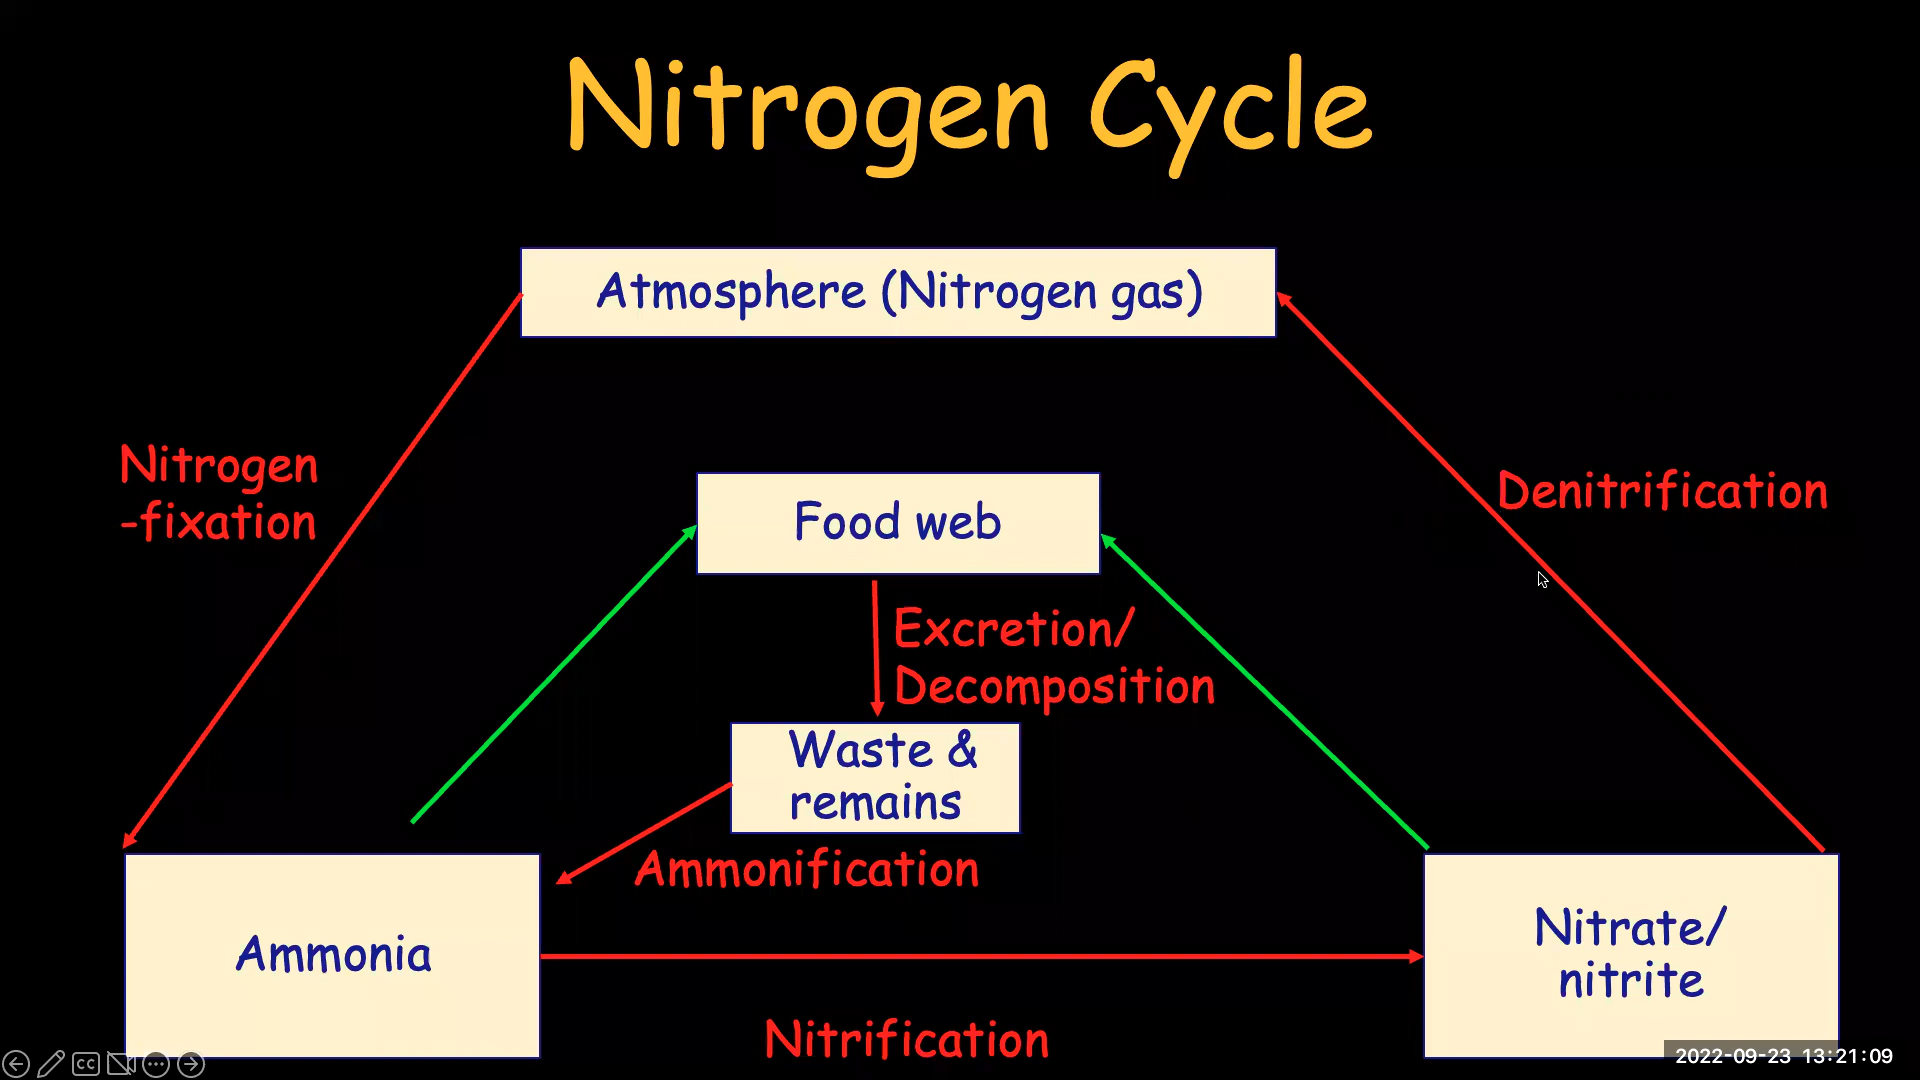 Nitrogen Cycle
Atmosphere (Nitrogen gas)
Nitrogen
-fixation
Denitrification
Food web
Excretion/
Decomposition
Waste &
remains
Ammonification
Ammonia
Nitrate/
nitrite
Nitrification
CC
2022-09-23 13:21:09